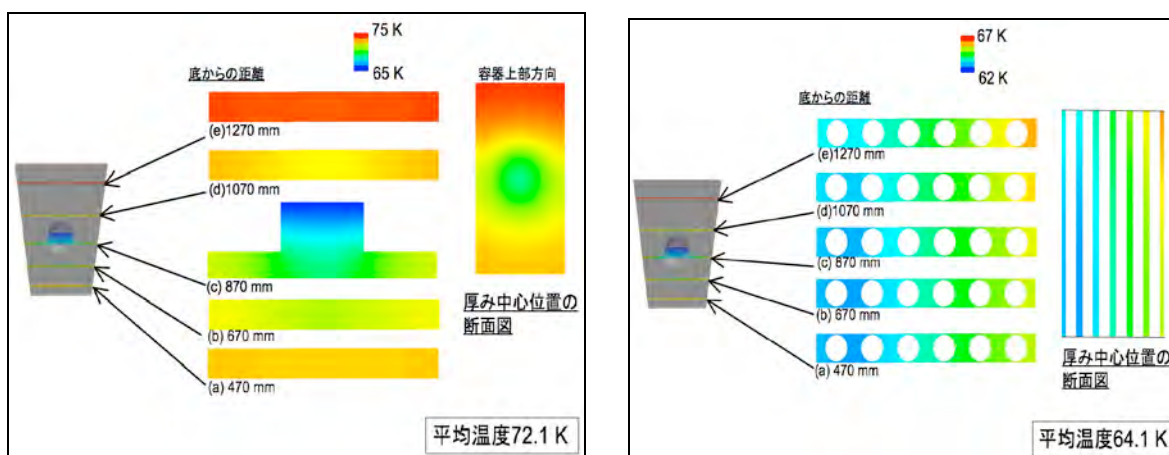 75 K
65 K
底からの距離
容器上部方向
(e)1270 mm
(d)1070 mm
(c) 870 mm
(b) 670 mm
(a) 470 mm
厚み中心位置の
断面図
平均温度72.1 K
67 K
62 K
底からの距離
(e)1270 mm
(d)1070 mm
(c) 870 mm
(b) 670 mm
(a) 470 mm
厚み中心位置の
断面図
平均温度64.1 K